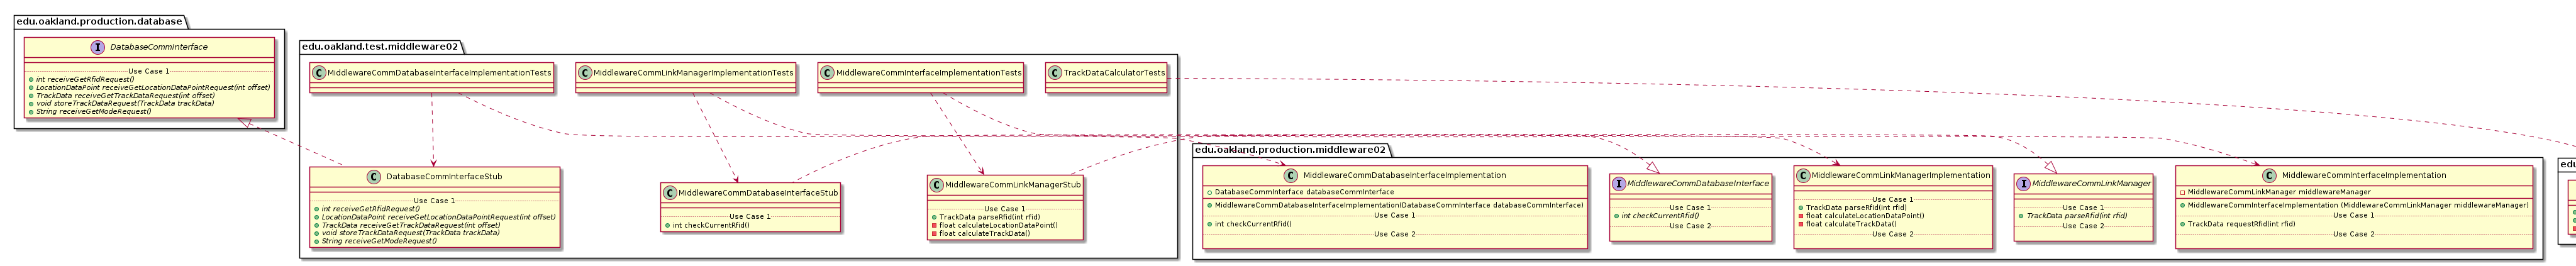 edu.oakland.production.database
I DatabaseCommInterface
Use Case 1
int receiveGetRfidRequest()
LocationDataPoint receiveGetLocationDataPointRequest(int offset)
TrackData receiveGetTrackDataRequest(int offset)
void storeTrackDataRequest(TrackData trackData)
String receiveGetModeRequest()
edu.oakland.test.middleware02
C MiddlewareCommDatabaseInterfaceImplementationTests
C MiddlewareCommLinkManagerImplementationTests
C MiddlewareCommInterfaceImplementationTests
C TrackDataCalculatorTests
C DatabaseCommInterfaceStub
Use Case 1
int receiveGetRfidRequest()
LocationDataPoint receiveGetLocationDataPointRequest(int offset)
TrackData receiveGetTrackDataRequest(int offset)
void storeTrackDataRequest(TrackData trackData)
String receiveGetModeRequest()
C MiddlewareCommDatabaseInterfaceStub
Use Case 1
int checkCurrentRfid()
C MiddlewareCommLinkManagerStub
Use Case 1
TrackData parseRfid(int rfid)
float calculateLocationDataPoint()
float calculateTrackData()
edu.oakland.production.middleware02
C MiddlewareCommDatabaseInterfaceImplementation
DatabaseCommInterface databaseCommInterface
MiddlewareCommDatabaseInterfaceImplementation(DatabaseCommInterface databaseCommInterface)
Use Case 1
int checkCurrentRfid()
Use Case 2
I MiddlewareCommDatabaseInterface
Use Case 1
int checkCurrentRfid()
Use Case 2
C MiddlewareCommLinkManagerImplementation
Use Case 1
TrackData parseRfid(int rfid)
float calculateLocationDataPoint()
float calculateTrackData()
Use Case 2
I MiddlewareCommLinkManager
Use Case 1
TrackData parseRfid(int rfid)
Use Case 2
C MiddlewareCommInterfaceImplementation
MiddlewareCommLinkManager middlewareManager
MiddlewareCommInterfaceImplementation (MiddlewareCommLinkManager middlewareManager)
Use Case 1
TrackData requestRfid(int rfid)
Use Case 2